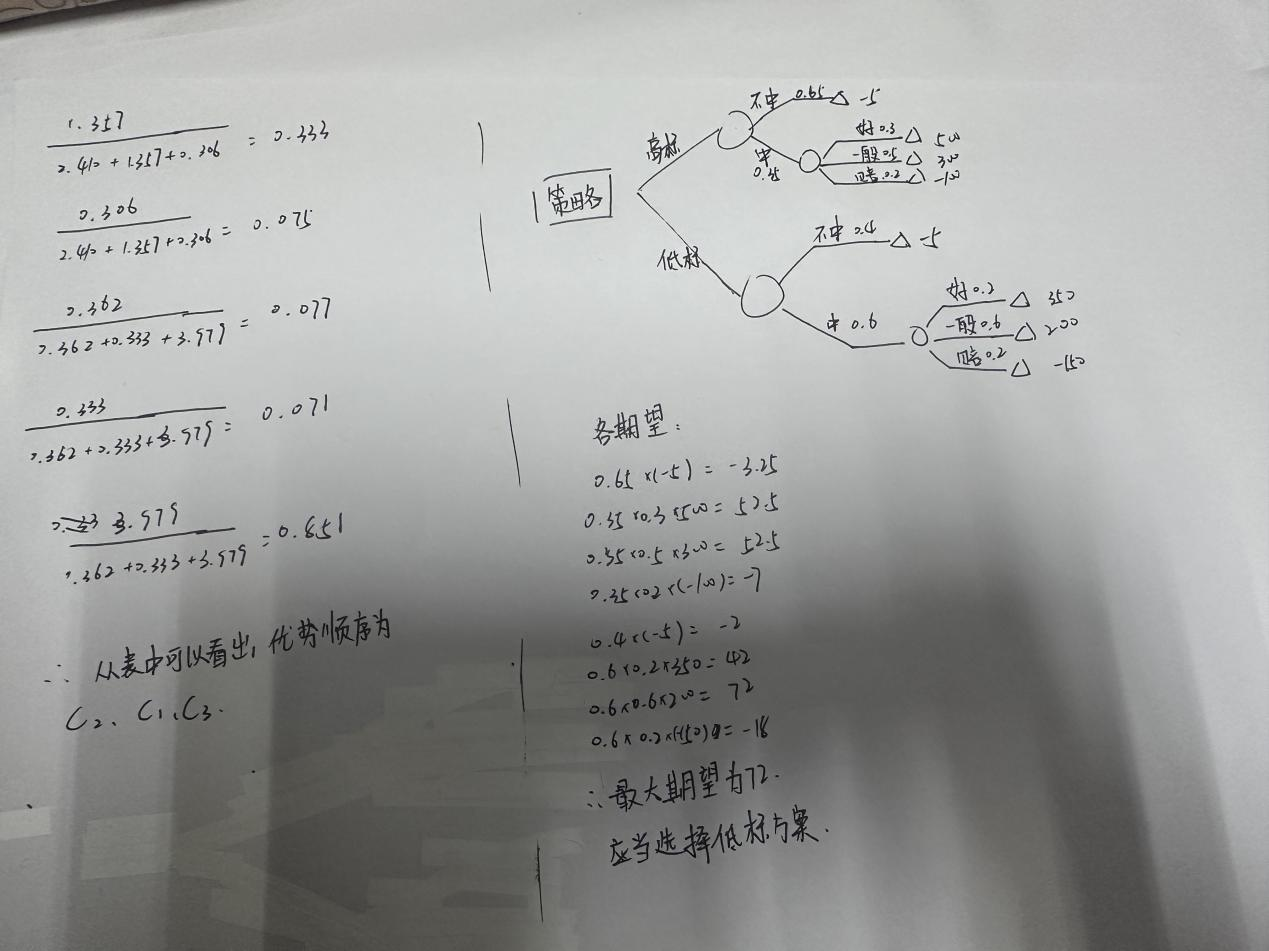 1.357
2.410 + 1.357 + 0.306 = 0.333
0.306
2.410 + 1.357 + 0.306 = 0.075
0.362
0.362 + 0.333 + 3.979 = 0.077
0.333
0.362 + 0.333 + 3.979 = 0.071
3.979
0.362 + 0.333 + 3.979 = 0.851
∴ 从表中可以看出, 优势顺序为
C2、C1、C3.
策略
高标
不中 0.65 -5
中 0.35
好 0.3 500
一般 0.5 300
赔 0.2 -100
低标
不中 0.4 -5
中 0.6
好 0.2 350
一般 0.6 200
赔 0.2 -150
各期望:
0.65 ×(-5) = -3.25
0.35×0.3×500 = 52.5
0.35×0.5×300 = 52.5
0.35×0.2×(-100) = -7
0.4×(-5) = -2
0.6×0.2×350 = 42
0.6×0.6×200 = 72
0.6×0.2×(-150) = -18
∴ 最大期望为72.
应当选择低标方案.